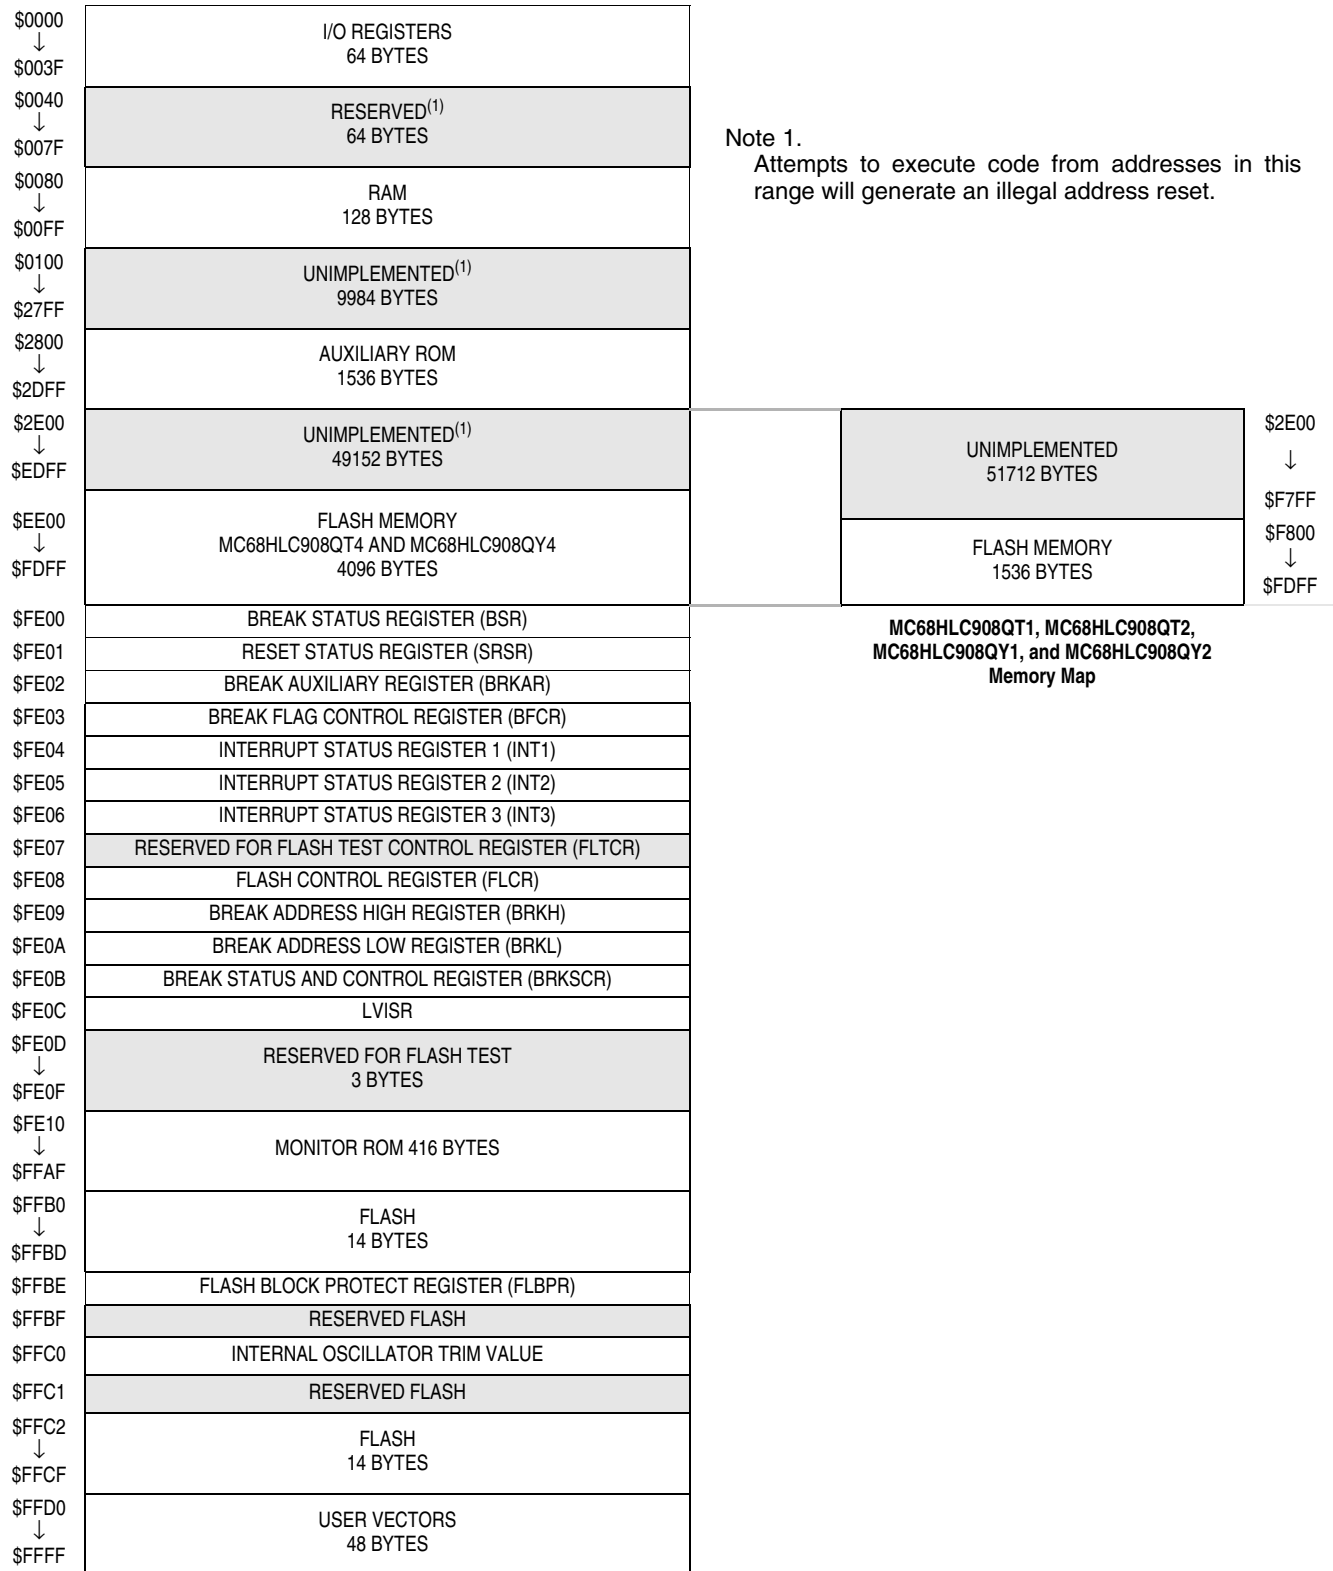 $0000
↓
$003F
I/O REGISTERS
64 BYTES
$0040
↓
$007F
RESERVED(1)
64 BYTES
Note 1.
Attempts to execute code from addresses in this
range will generate an illegal address reset.
$0080
↓
$00FF
RAM
128 BYTES
$0100
↓
$27FF
UNIMPLEMENTED(1)
9984 BYTES
$2800
↓
$2DFF
AUXILIARY ROM
1536 BYTES
$2E00
↓
$EDFF
UNIMPLEMENTED(1)
49152 BYTES
UNIMPLEMENTED
51712 BYTES
$2E00
↓
$F7FF
$EE00
↓
$FDFF
FLASH MEMORY
MC68HLC908QT4 AND MC68HLC908QY4
4096 BYTES
FLASH MEMORY
1536 BYTES
$F800
↓
$FDFF
MC68HLC908QT1, MC68HLC908QT2,
MC68HLC908QY1, and MC68HLC908QY2
Memory Map
$FE00 BREAK STATUS REGISTER (BSR)
$FE01 RESET STATUS REGISTER (SRSR)
$FE02 BREAK AUXILIARY REGISTER (BRKAR)
$FE03 BREAK FLAG CONTROL REGISTER (BFCR)
$FE04 INTERRUPT STATUS REGISTER 1 (INT1)
$FE05 INTERRUPT STATUS REGISTER 2 (INT2)
$FE06 INTERRUPT STATUS REGISTER 3 (INT3)
$FE07 RESERVED FOR FLASH TEST CONTROL REGISTER (FLTCR)
$FE08 FLASH CONTROL REGISTER (FLCR)
$FE09 BREAK ADDRESS HIGH REGISTER (BRKH)
$FE0A BREAK ADDRESS LOW REGISTER (BRKL)
$FE0B BREAK STATUS AND CONTROL REGISTER (BRKSCR)
$FE0C LVISR
$FE0D
↓
$FE0F
RESERVED FOR FLASH TEST
3 BYTES
$FE10
↓
$FFAF
MONITOR ROM 416 BYTES
$FFB0
↓
$FFBD
FLASH
14 BYTES
$FFBE FLASH BLOCK PROTECT REGISTER (FLBPR)
$FFBF RESERVED FLASH
$FFC0 INTERNAL OSCILLATOR TRIM VALUE
$FFC1 RESERVED FLASH
$FFC2
↓
$FFCF
FLASH
14 BYTES
$FFD0
↓
$FFFF
USER VECTORS
48 BYTES